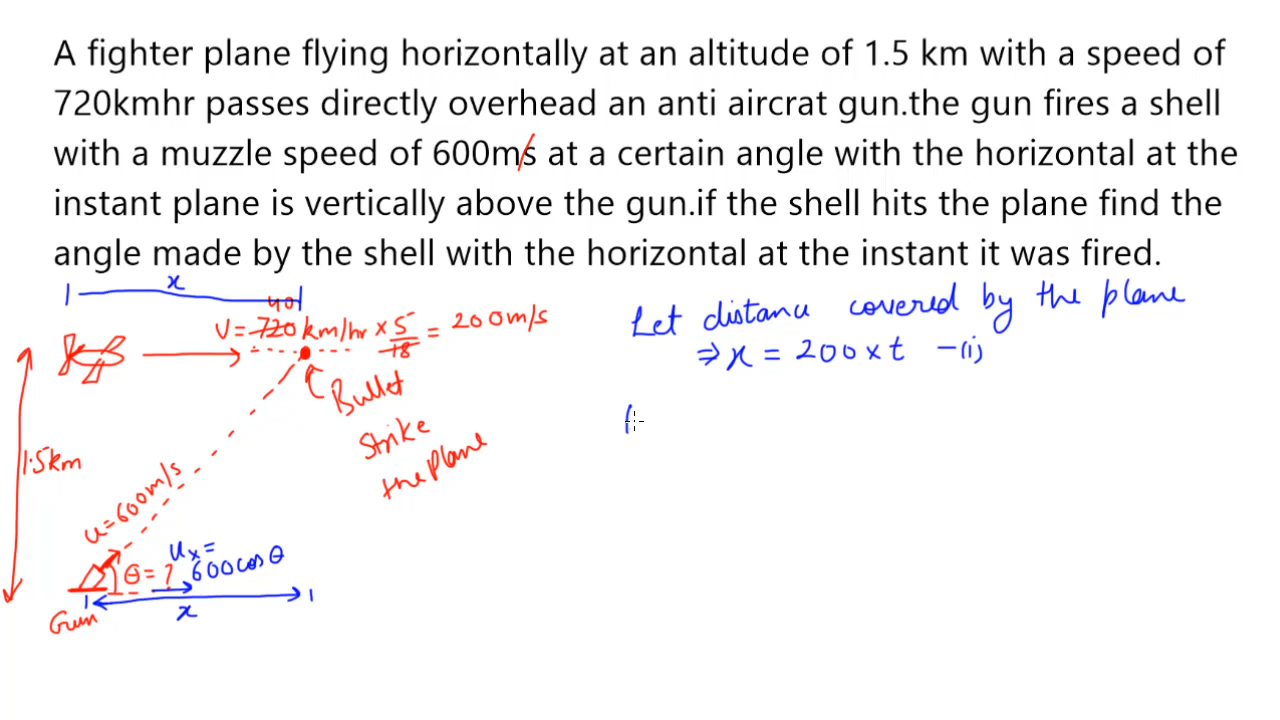 A fighter plane flying horizontally at an altitude of 1.5 km with a speed of
720kmhr passes directly overhead an anti aircrat gun.the gun fires a shell
with a muzzle speed of 600m/s at a certain angle with the horizontal at the
instant plane is vertically above the gun.if the shell hits the plane find the
angle made by the shell with the horizontal at the instant it was fired.
x
40
V=720km/hr × 5/18 = 200m/s
Let distance covered by the plane
⇒ x = 200×t -(i)
Bullet
Strike
the plane
1.5km
u=600m/s
θ=?
ux=
600cosθ
x
Gun